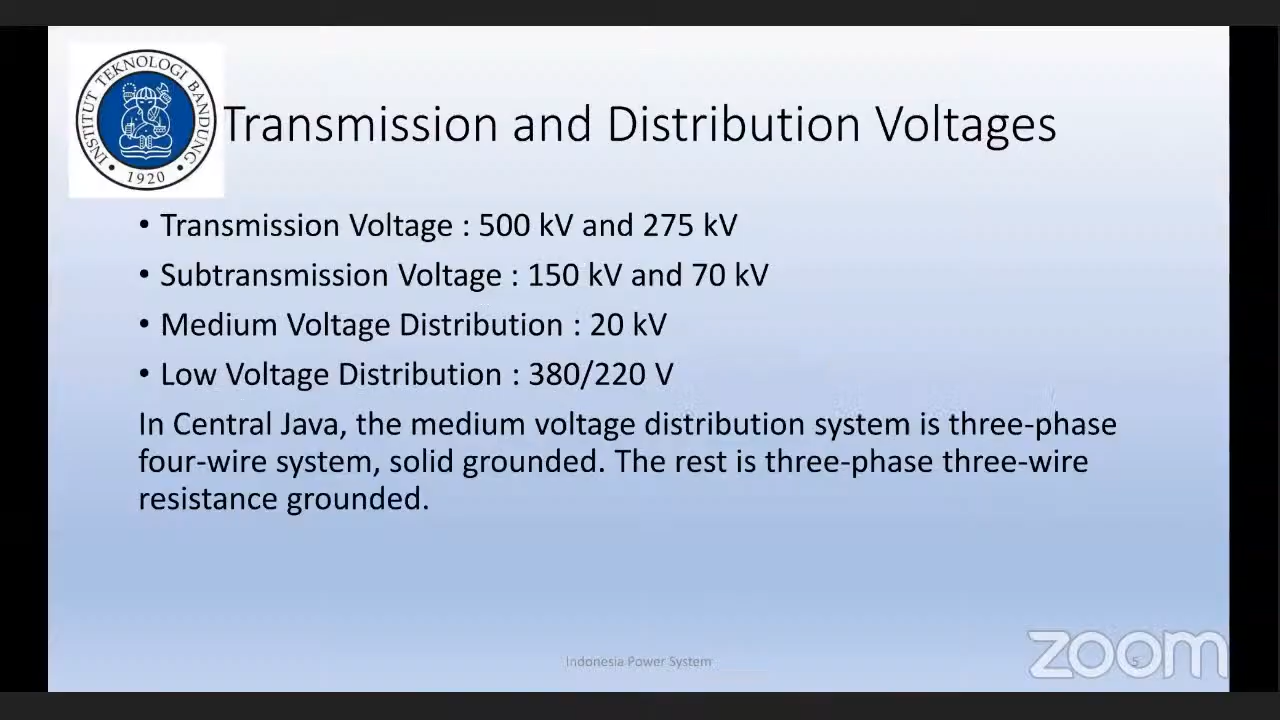 INSTITUT TEKNOLOGI BANDUNG
1920
Transmission and Distribution Voltages
• Transmission Voltage : 500 kV and 275 kV
• Subtransmission Voltage : 150 kV and 70 kV
• Medium Voltage Distribution : 20 kV
• Low Voltage Distribution : 380/220 V
In Central Java, the medium voltage distribution system is three-phase
four-wire system, solid grounded. The rest is three-phase three-wire
resistance grounded.
Indonesia Power System
5
zoom